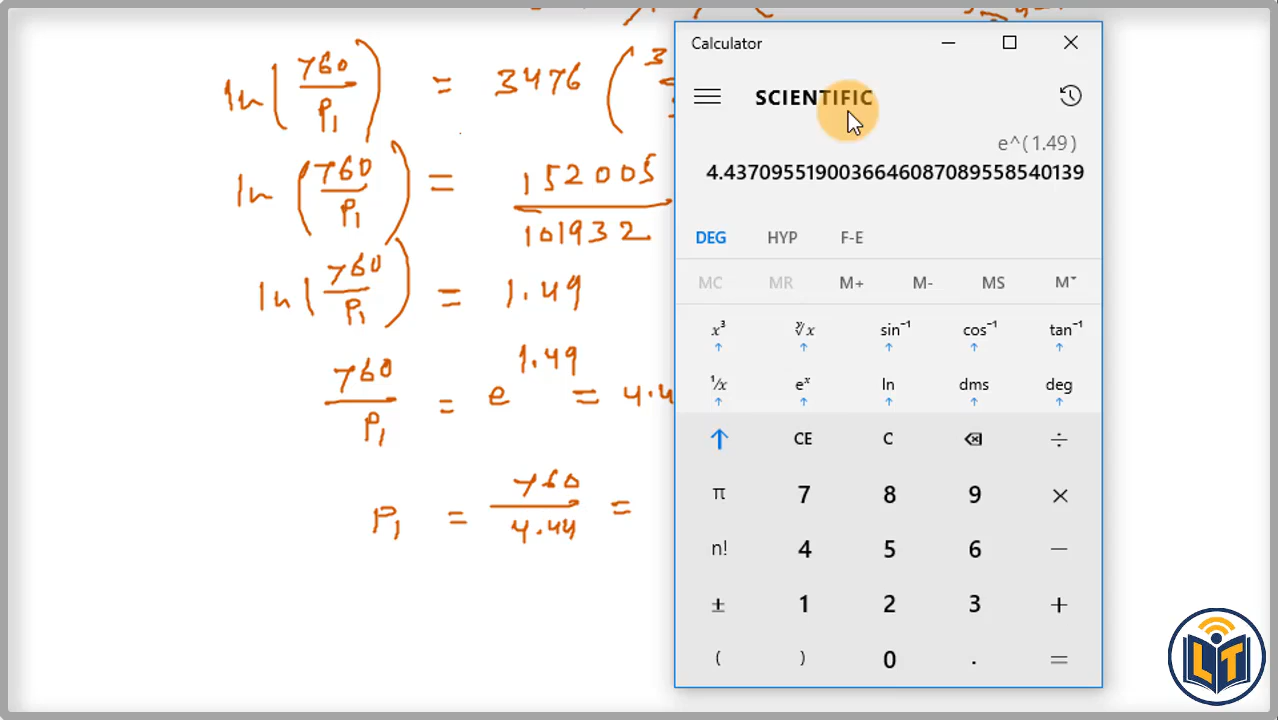 ln(760/P1) = 3476 (3
ln(760/P1) = 152005/101932
ln(760/P1) = 1.49
760/P1 = e^1.49 = 4.4
P1 = 760/4.44 =
Calculator
SCIENTIFIC
e^(1.49)
4.4370955190036646087089558540139
DEG HYP F-E
MC MR M+ M- MS M˅
x³ ʸ√x sin⁻¹ cos⁻¹ tan⁻¹
↑ ↑ ↑ ↑ ↑
¹/x eˣ ln dms deg
↑ ↑ ↑ ↑ ↑
↑ CE C ⌫ ÷
π 7 8 9 ×
n! 4 5 6 −
± 1 2 3 +
( ) 0 . =
LT